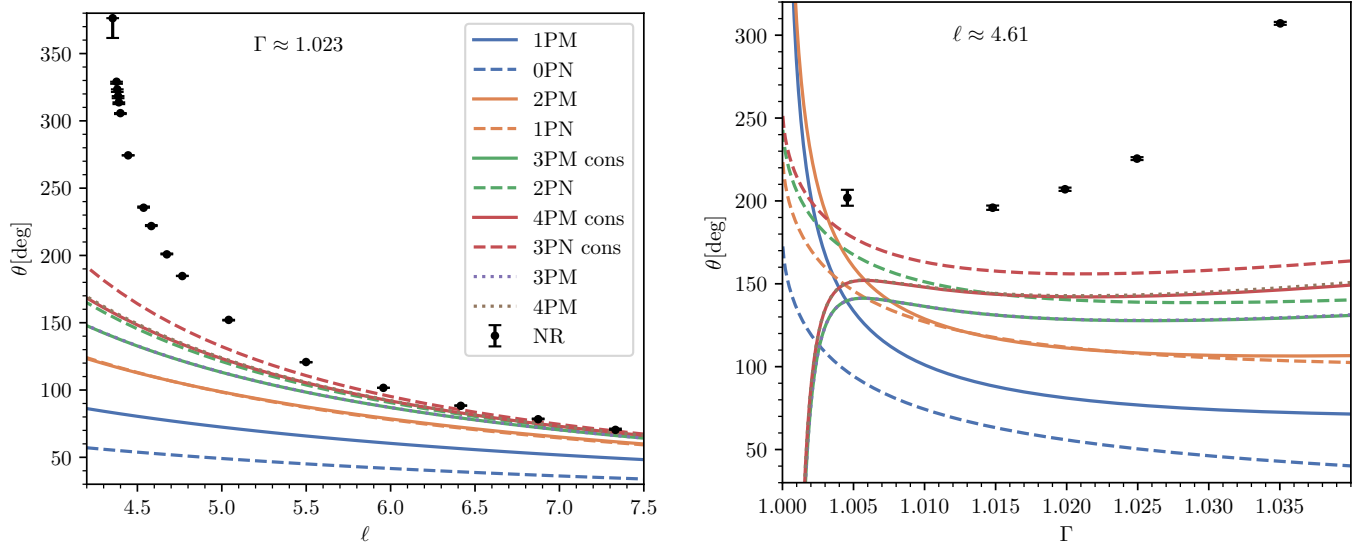 Γ ≈ 1.023
350
300
250
200
150
100
50
θ [deg]
4.5 5.0 5.5 6.0 6.5 7.0 7.5
ℓ
1PM
0PN
2PM
1PN
3PM cons
2PN
4PM cons
3PN cons
3PM
4PM
NR
ℓ ≈ 4.61
300
250
200
150
100
50
θ [deg]
1.000 1.005 1.010 1.015 1.020 1.025 1.030 1.035
Γ